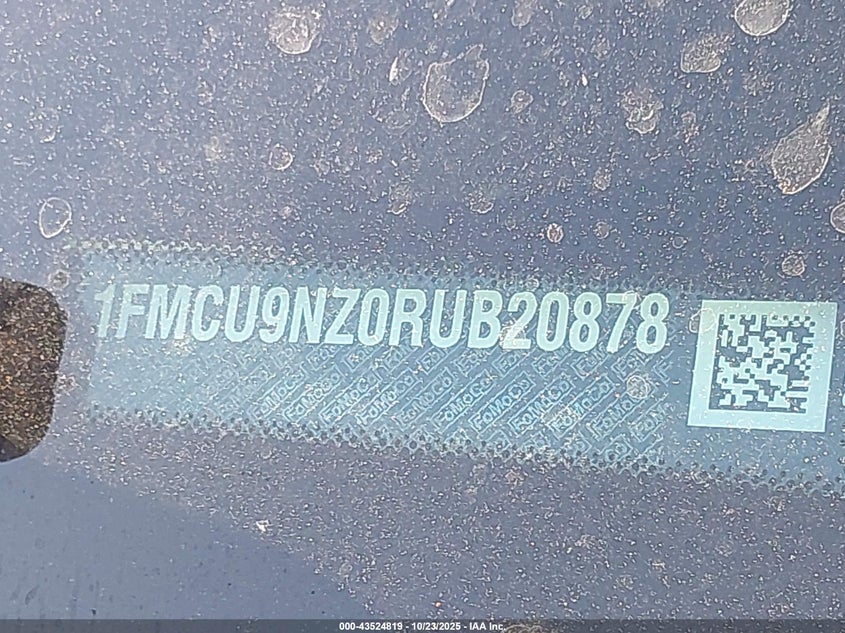 1FMCU9NZ0RUB20878
000-43524819 - 10/23/2025 - IAA Inc.